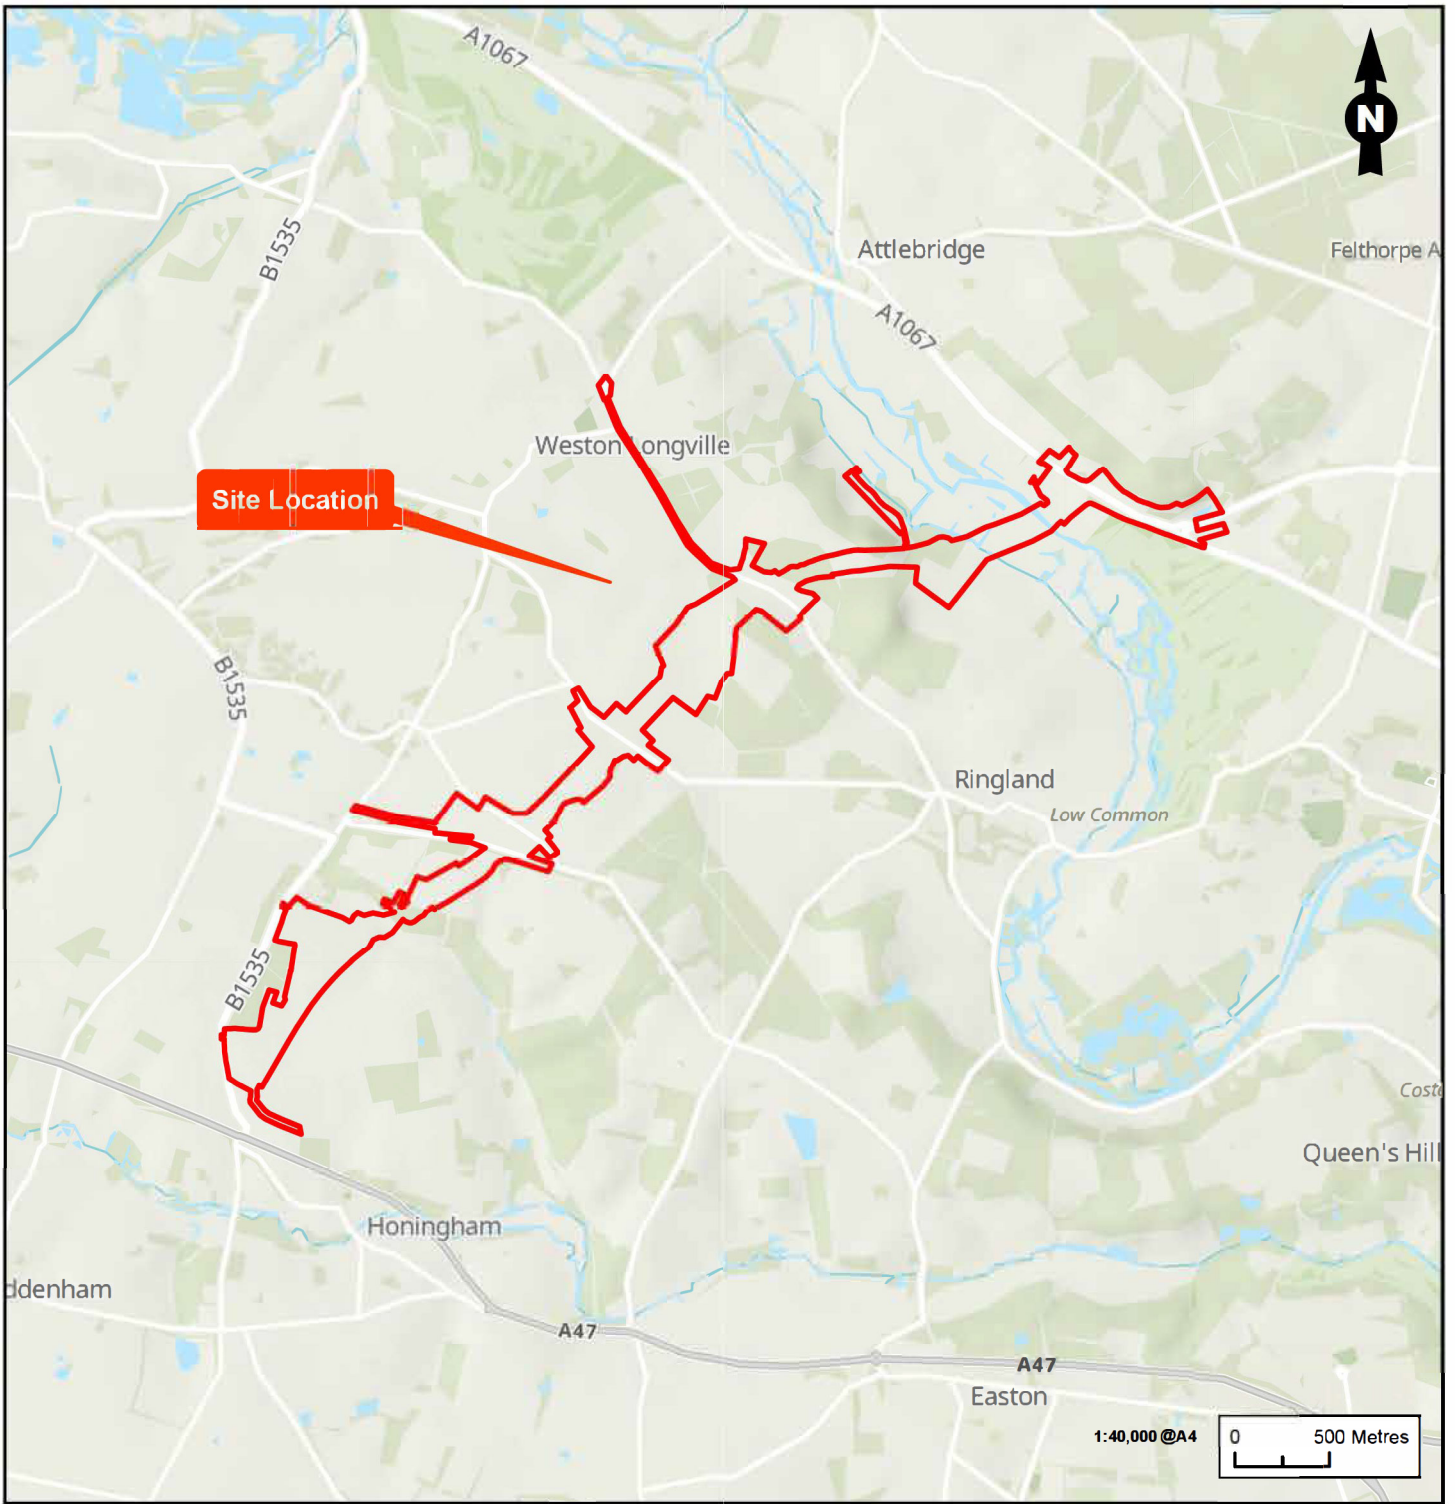 A1067
N
B1535
Attlebridge
Felthorpe A
A1067
Weston Longville
Site Location
B1535
Ringland
Low Common
B1535
Coste
Queen's Hill
Honingham
ddenham
A47
A47
Easton
1:40,000 @A4
0 500 Metres